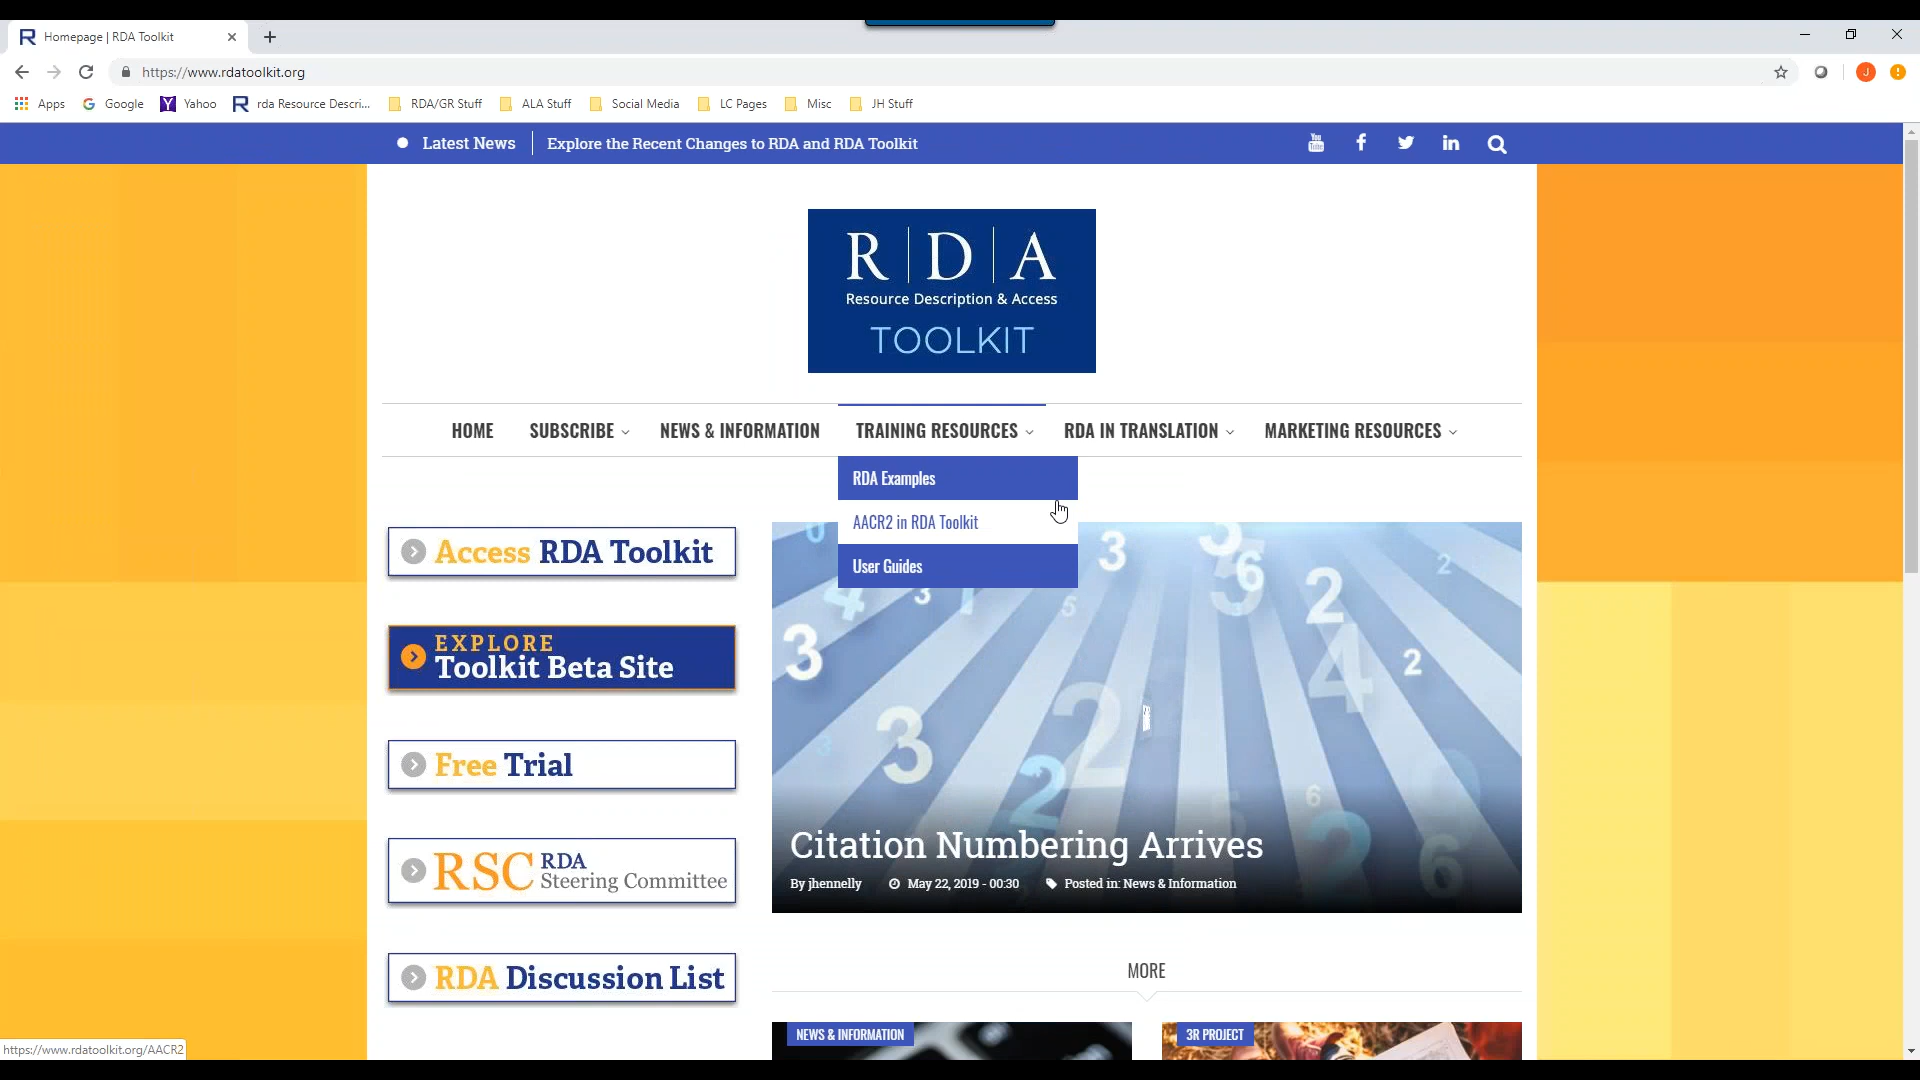 Homepage | RDA Toolkit
https://www.rdatoolkit.org
Apps
Google
Yahoo
rda Resource Descri...
RDA/GR Stuff
ALA Stuff
Social Media
LC Pages
Misc
JH Stuff
J
Latest News
Explore the Recent Changes to RDA and RDA Toolkit
R|D|A
Resource Description & Access
TOOLKIT
HOME
SUBSCRIBE
NEWS & INFORMATION
TRAINING RESOURCES
RDA IN TRANSLATION
MARKETING RESOURCES
RDA Examples
AACR2 in RDA Toolkit
User Guides
Access RDA Toolkit
EXPLORE
Toolkit Beta Site
Free Trial
RSC RDA
Steering Committee
RDA Discussion List
Citation Numbering Arrives
By jhennelly
May 22, 2019 - 00:30
Posted in: News & Information
MORE
NEWS & INFORMATION
3R PROJECT
https://www.rdatoolkit.org/AACR2